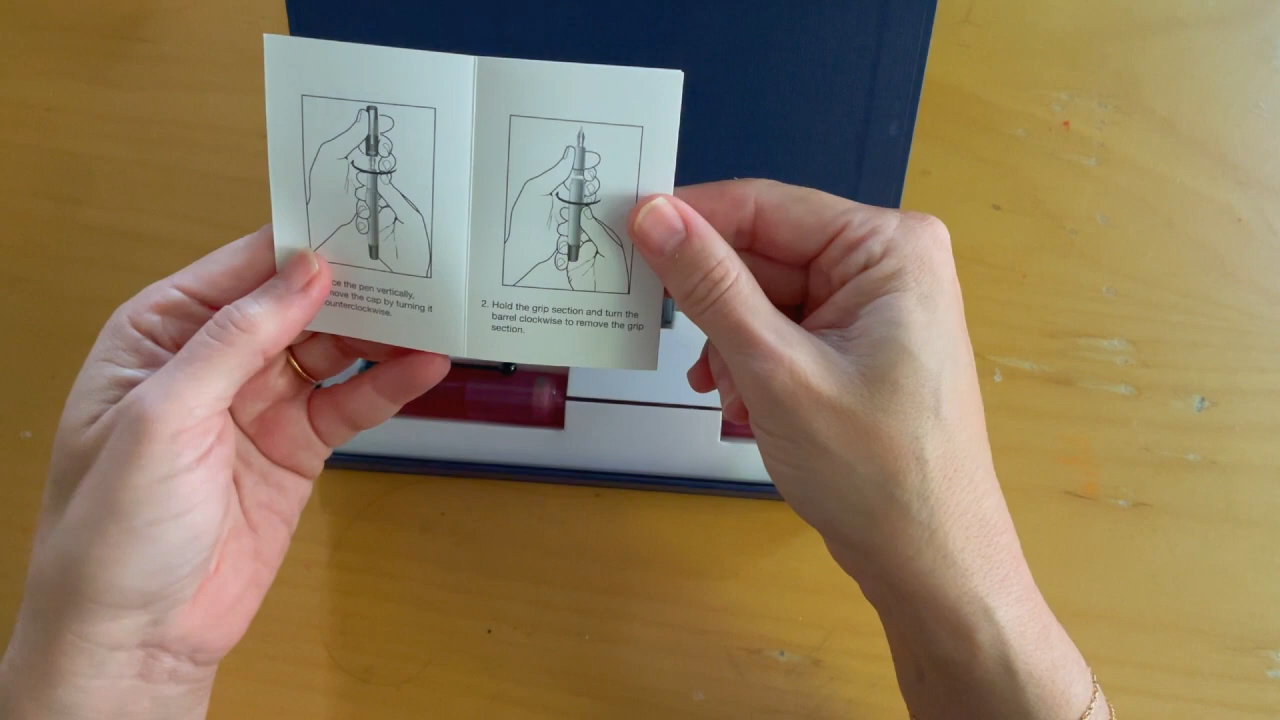 ce the pen vertically,
move the cap by turning it
ounterclockwise.
2. Hold the grip section and turn the
barrel clockwise to remove the grip
section.